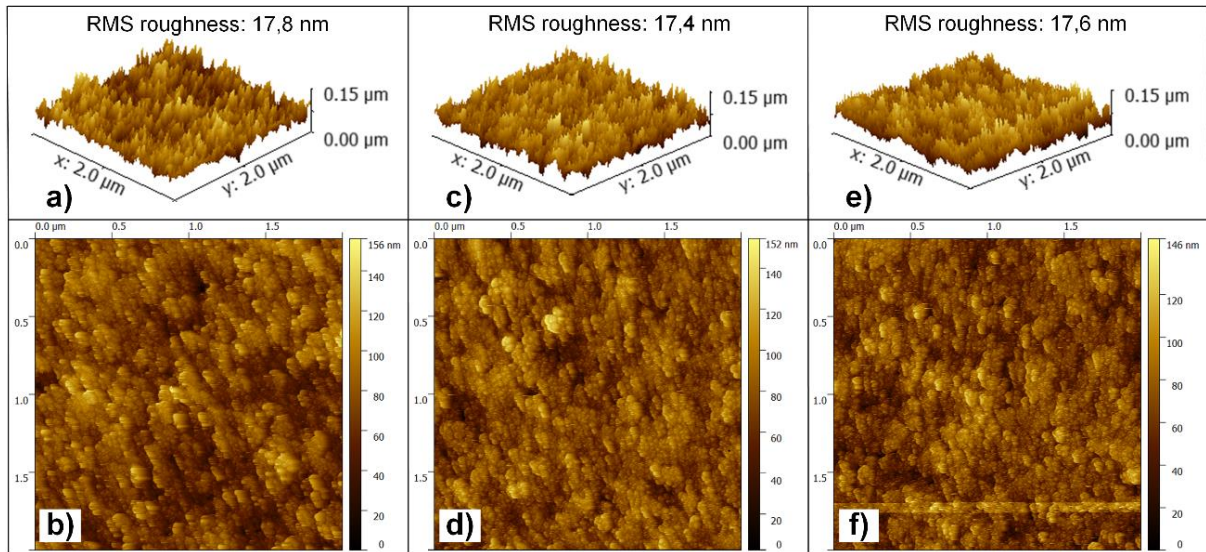 RMS roughness: 17,8 nm
0.15 µm
0.00 µm
x: 2.0 µm
y: 2.0 µm
a)
RMS roughness: 17,4 nm
0.15 µm
0.00 µm
x: 2.0 µm
y: 2.0 µm
c)
RMS roughness: 17,6 nm
0.15 µm
0.00 µm
x: 2.0 µm
y: 2.0 µm
e)
0.0 µm 0.5 1.0 1.5
0.0
0.5
1.0
1.5
156 nm
140
120
100
80
60
40
20
0
b)
0.0 µm 0.5 1.0 1.5
0.0
0.5
1.0
1.5
152 nm
140
120
100
80
60
40
20
0
d)
0.0 µm 0.5 1.0 1.5
0.0
0.5
1.0
1.5
146 nm
120
100
80
60
40
20
0
f)